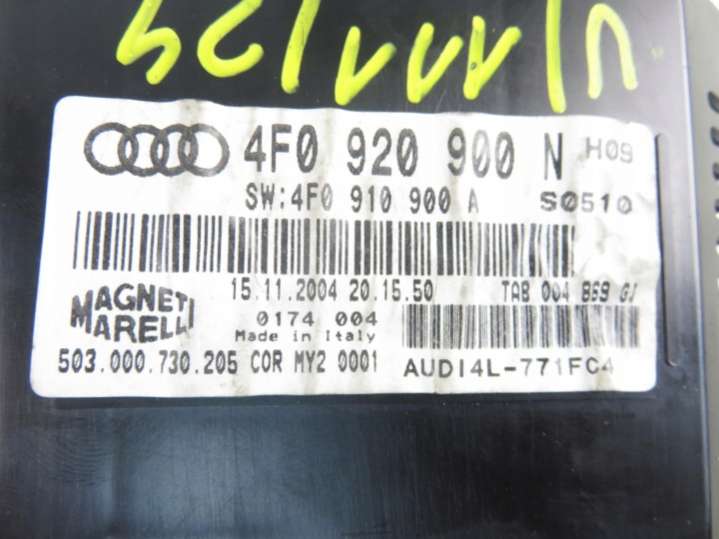 4F0 920 900 N H09
SW:4F0 910 900 A S0510
15.11.2004 20.15.50 TAB 004 869 GJ
MAGNETI
MARELLI
0174 004
Made in Italy
503.000.730.205 COR MY2 0001
AUDI4L-771FC4